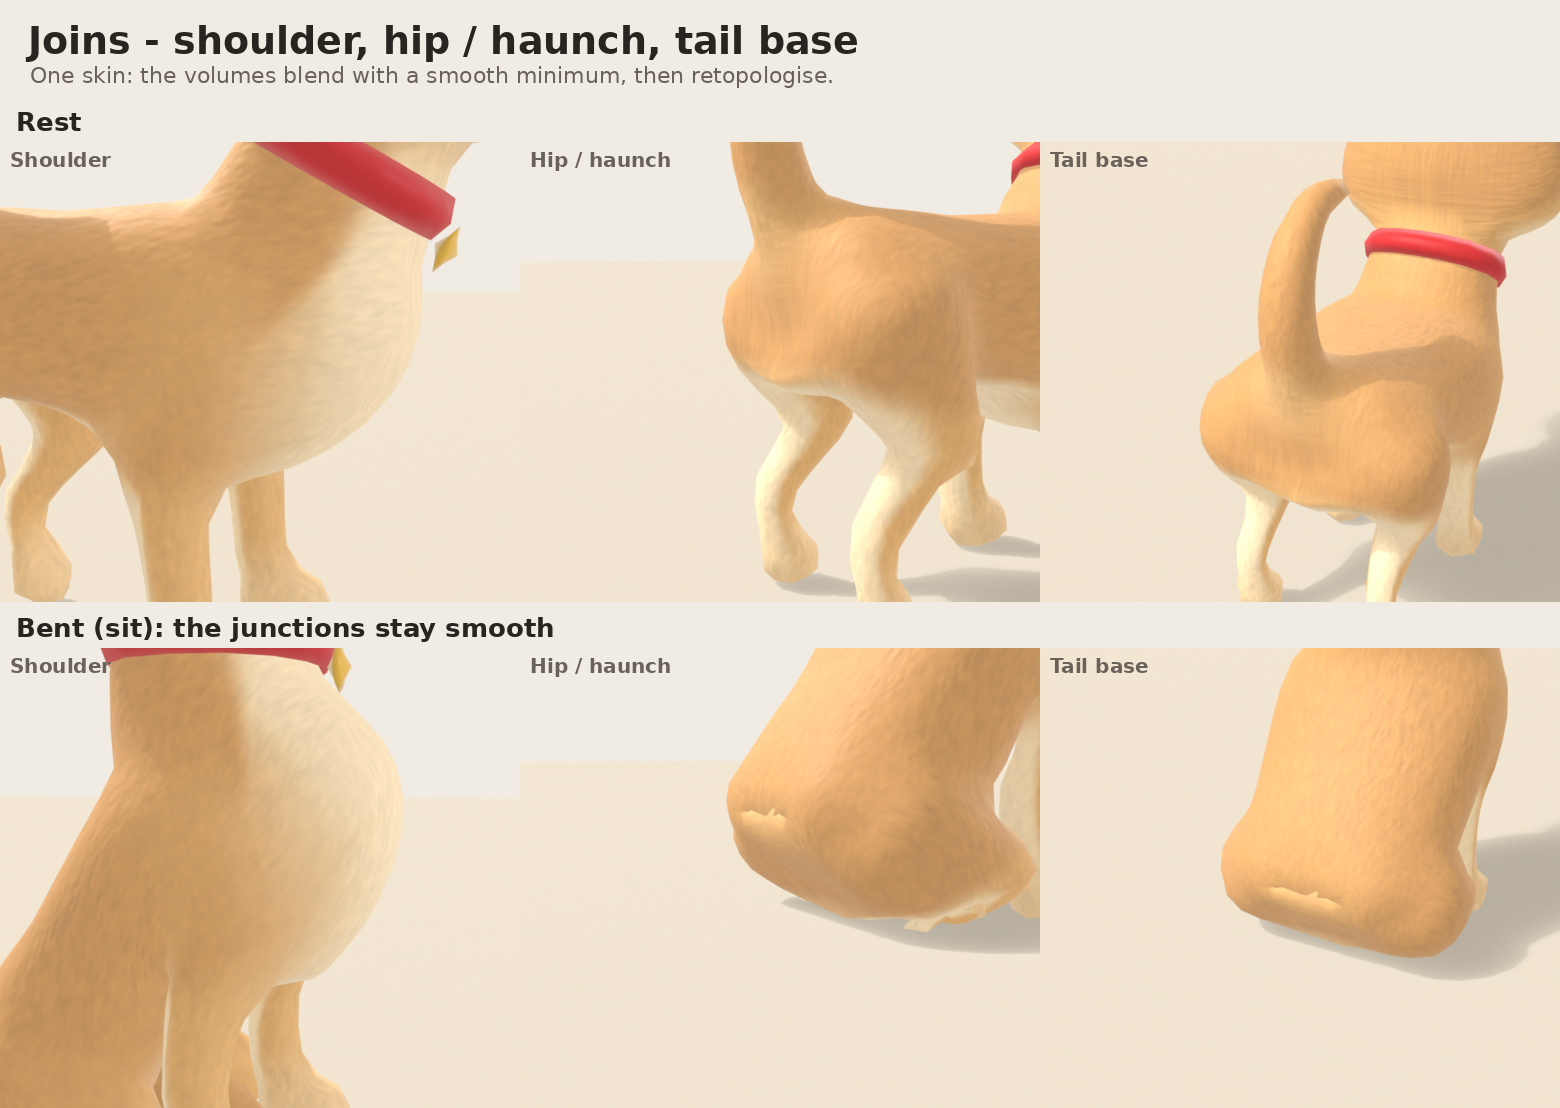 Joins - shoulder, hip / haunch, tail base
One skin: the volumes blend with a smooth minimum, then retopologise.
Rest
Shoulder
Hip / haunch
Tail base
Bent (sit): the junctions stay smooth
Shoulder
Hip / haunch
Tail base